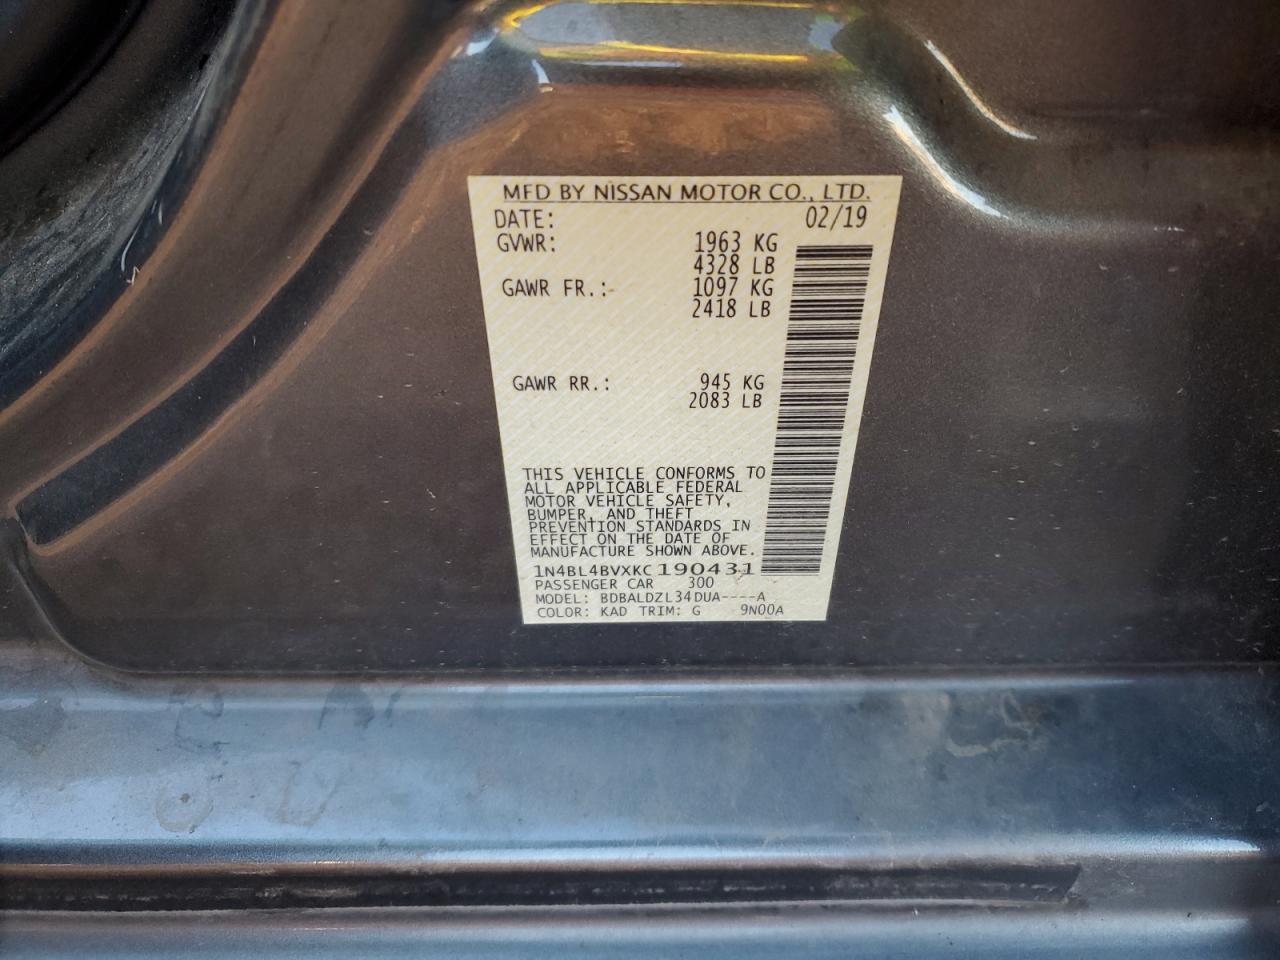 MFD BY NISSAN MOTOR CO., LTD.
DATE: 02/19
GVWR: 1963 KG
4328 LB
GAWR FR.: 1097 KG
2418 LB
GAWR RR.: 945 KG
2083 LB
THIS VEHICLE CONFORMS TO
ALL APPLICABLE FEDERAL
MOTOR VEHICLE SAFETY,
BUMPER, AND THEFT
PREVENTION STANDARDS IN
EFFECT ON THE DATE OF
MANUFACTURE SHOWN ABOVE.
1N4BL4BVXKC190431
PASSENGER CAR 300
MODEL: BDBALDZL34DUA----A
COLOR: KAD TRIM: G 9N00A